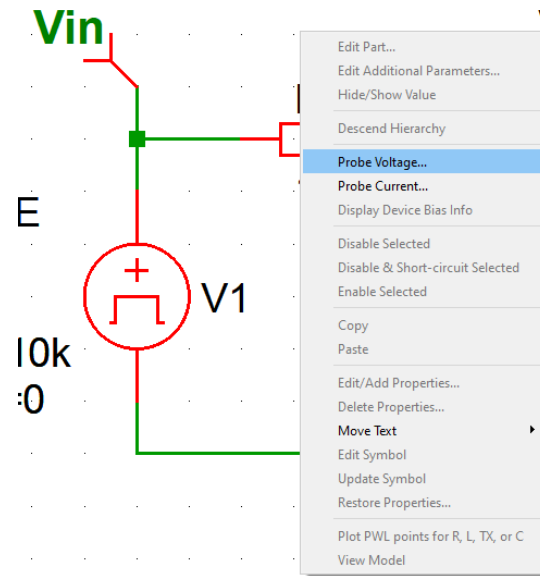 Vin
E
V1
10k
=0
Edit Part...
Edit Additional Parameters...
Hide/Show Value
Descend Hierarchy
Probe Voltage...
Probe Current...
Display Device Bias Info
Disable Selected
Disable & Short-circuit Selected
Enable Selected
Copy
Paste
Edit/Add Properties...
Delete Properties...
Move Text
Edit Symbol
Update Symbol
Restore Properties...
Plot PWL points for R, L, TX, or C
View Model